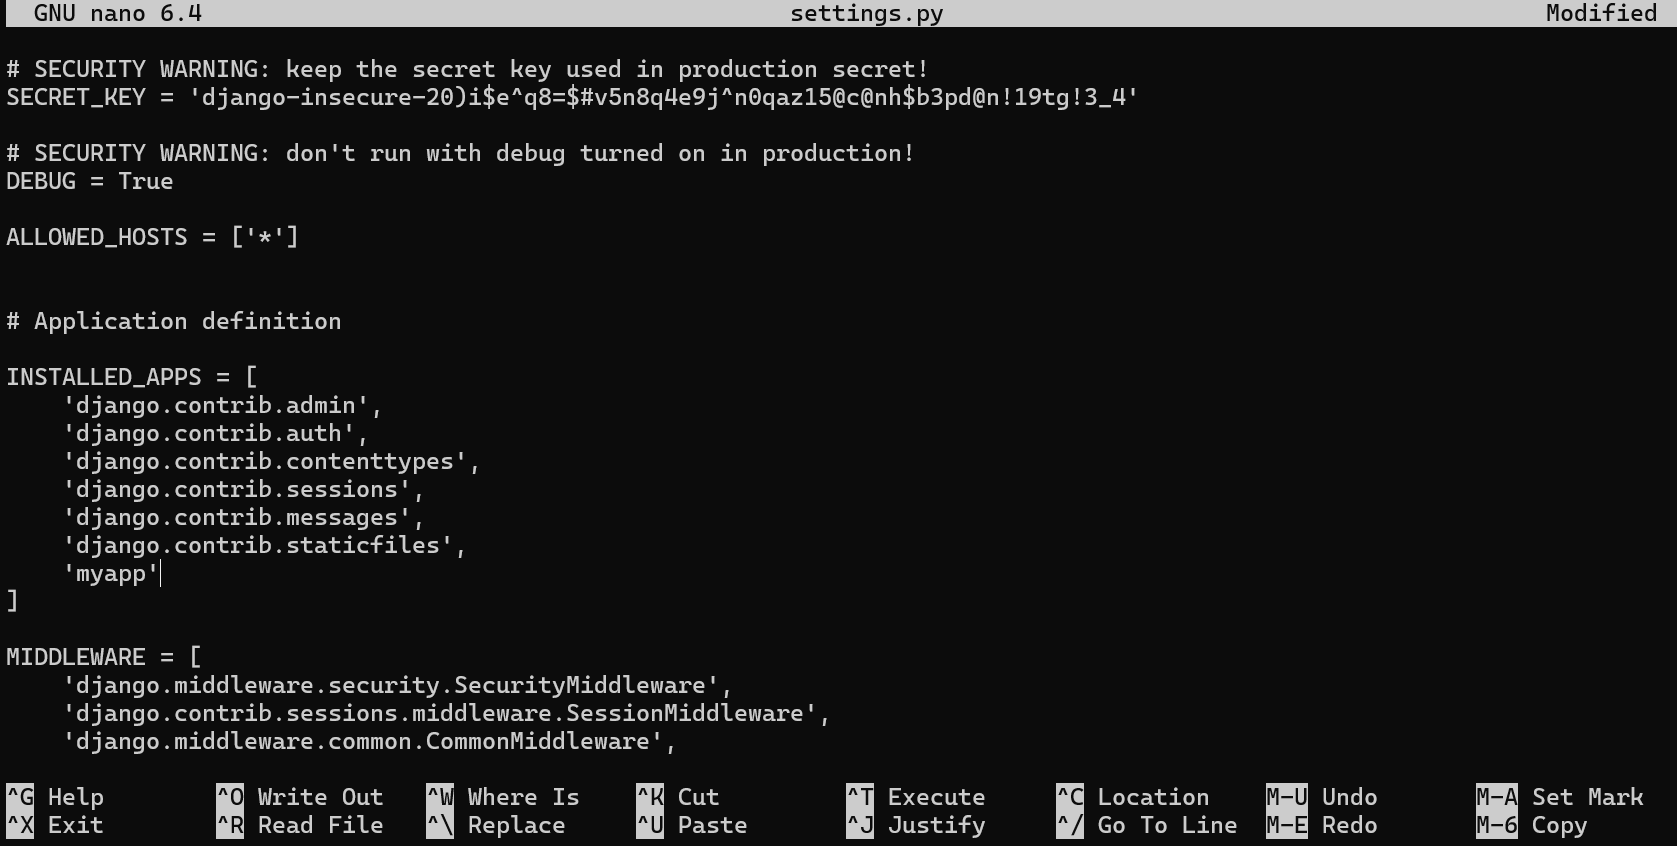 GNU nano 6.4 settings.py Modified
# SECURITY WARNING: keep the secret key used in production secret!
SECRET_KEY = 'django-insecure-20)i$e^q8=$#v5n8q4e9j^n0qaz15@c@nh$b3pd@n!19tg!3_4'
# SECURITY WARNING: don't run with debug turned on in production!
DEBUG = True
ALLOWED_HOSTS = ['*']
# Application definition
INSTALLED_APPS = [
    'django.contrib.admin',
    'django.contrib.auth',
    'django.contrib.contenttypes',
    'django.contrib.sessions',
    'django.contrib.messages',
    'django.contrib.staticfiles',
    'myapp'
]
MIDDLEWARE = [
    'django.middleware.security.SecurityMiddleware',
    'django.contrib.sessions.middleware.SessionMiddleware',
    'django.middleware.common.CommonMiddleware',
^G Help ^O Write Out ^W Where Is ^K Cut ^T Execute ^C Location M-U Undo M-A Set Mark
^X Exit ^R Read File ^\ Replace ^U Paste ^J Justify ^/ Go To Line M-E Redo M-6 Copy